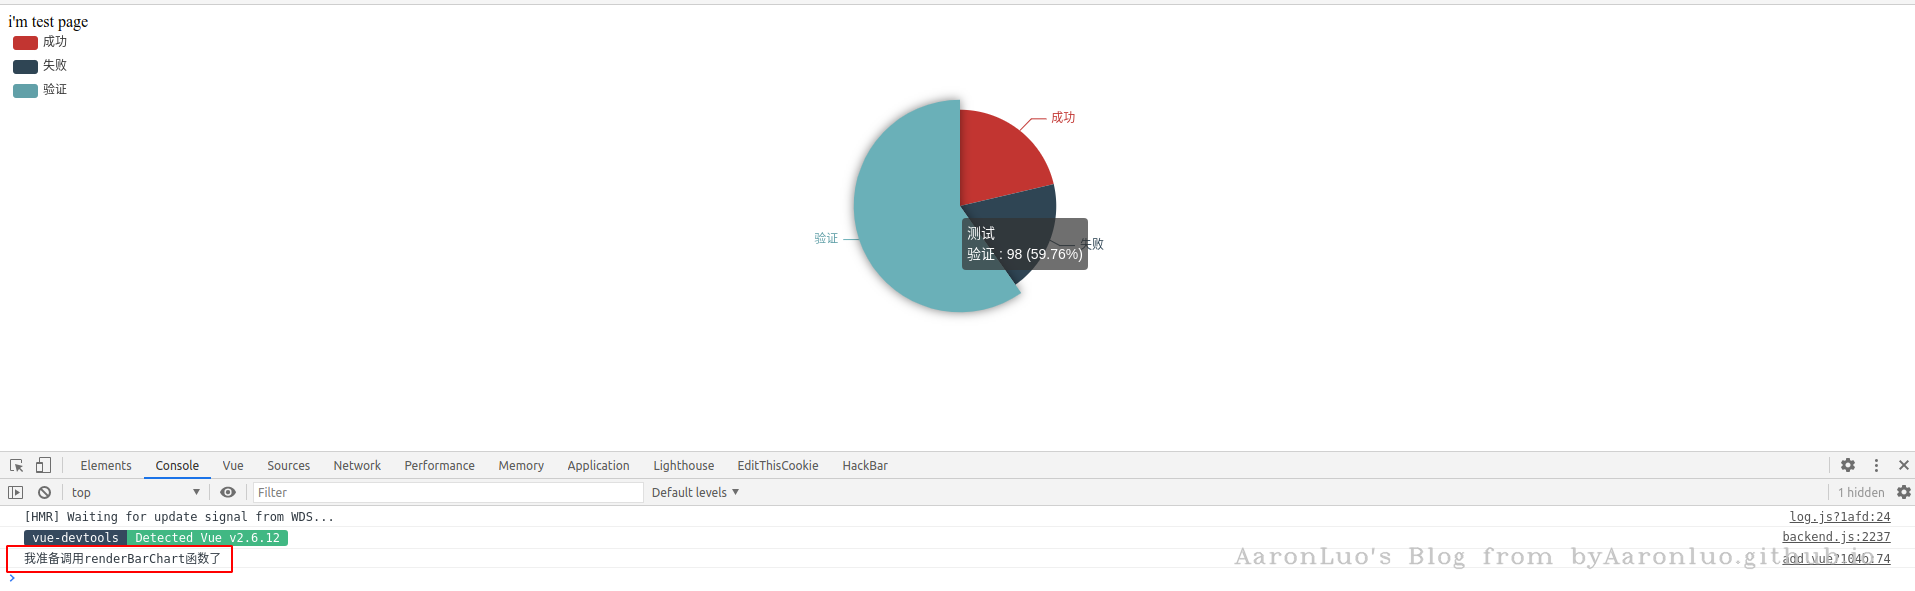 i'm test page
成功
失败
验证
成功
验证
失败
测试
验证 : 98 (59.76%)
Elements Console Vue Sources Network Performance Memory Application Lighthouse EditThisCookie HackBar
top Filter Default levels 1 hidden
[HMR] Waiting for update signal from WDS... log.js?1afd:24
vue-devtools Detected Vue v2.6.12 backend.js:2237
我准备调用renderBarChart函数了 add.vue?104b:74
AaronLuo's Blog from byAaronluo.github.io